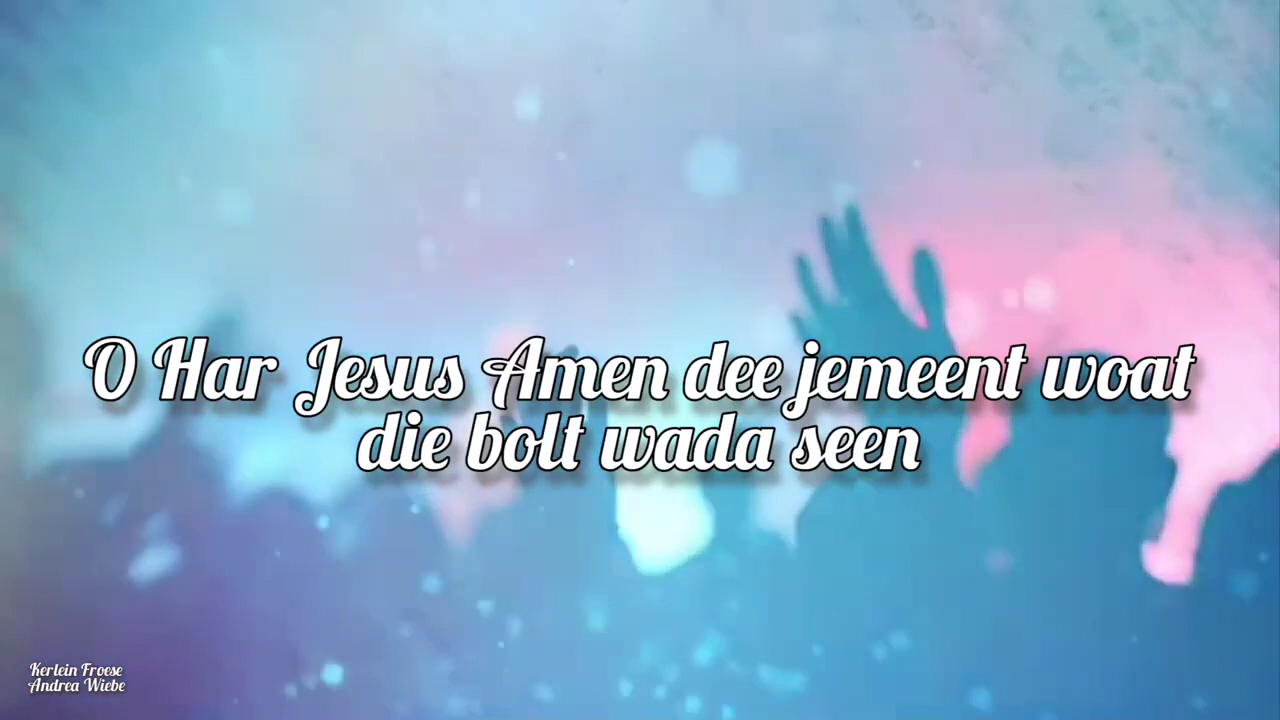 O Har Jesus Amen dee jemeent woat
die bolt wada seen
Kerlein Froese
Andrea Wiebe